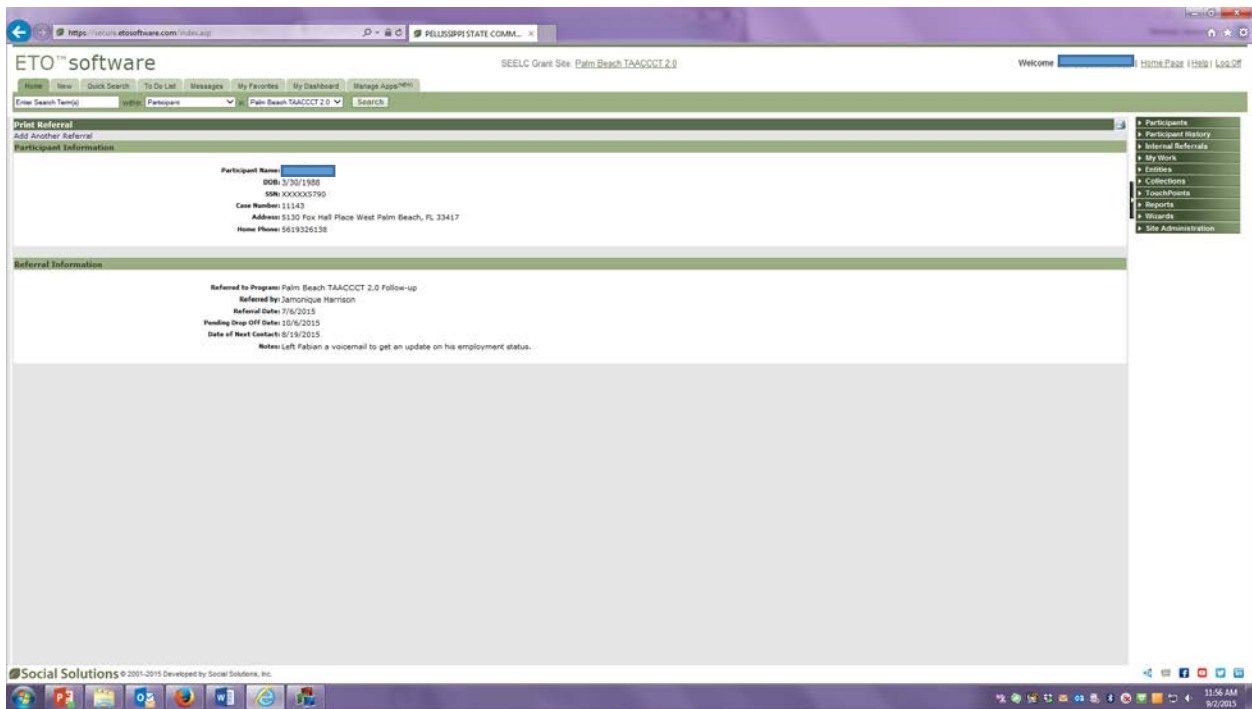 https://secure.etosoftware.com/index.asp
PELLISSIPPI STATE COMM...
ETO™software
SEELC Grant Site: Palm Beach TAACCCT 2.0
Welcome | Home Page | Help | Log Off
Home New Quick Search To Do List Messages My Favorites My Dashboard Manage Apps
Enter Search Term(s) within Participant in Palm Beach TAACCCT 2.0 Search
Print Referral
Add Another Referral
Participant Information
Participant Name:
DOB: 3/30/1988
SSN: XXXXX5790
Case Number: 11143
Address: 5130 Fox Hall Place West Palm Beach, FL 33417
Home Phone: 5619326138
Referral Information
Referred to Program: Palm Beach TAACCCT 2.0 Follow-up
Referred by: Jamonique Harrison
Referral Date: 7/6/2015
Pending Drop Off Date: 10/6/2015
Date of Next Contact: 8/19/2015
Notes: Left Fabian a voicemail to get an update on his employment status.
Participants
Participant History
Internal Referrals
My Work
Entities
Collections
TouchPoints
Reports
Wizards
Site Administration
Social Solutions © 2001-2015 Developed by Social Solutions, Inc.
11:56 AM
9/2/2015